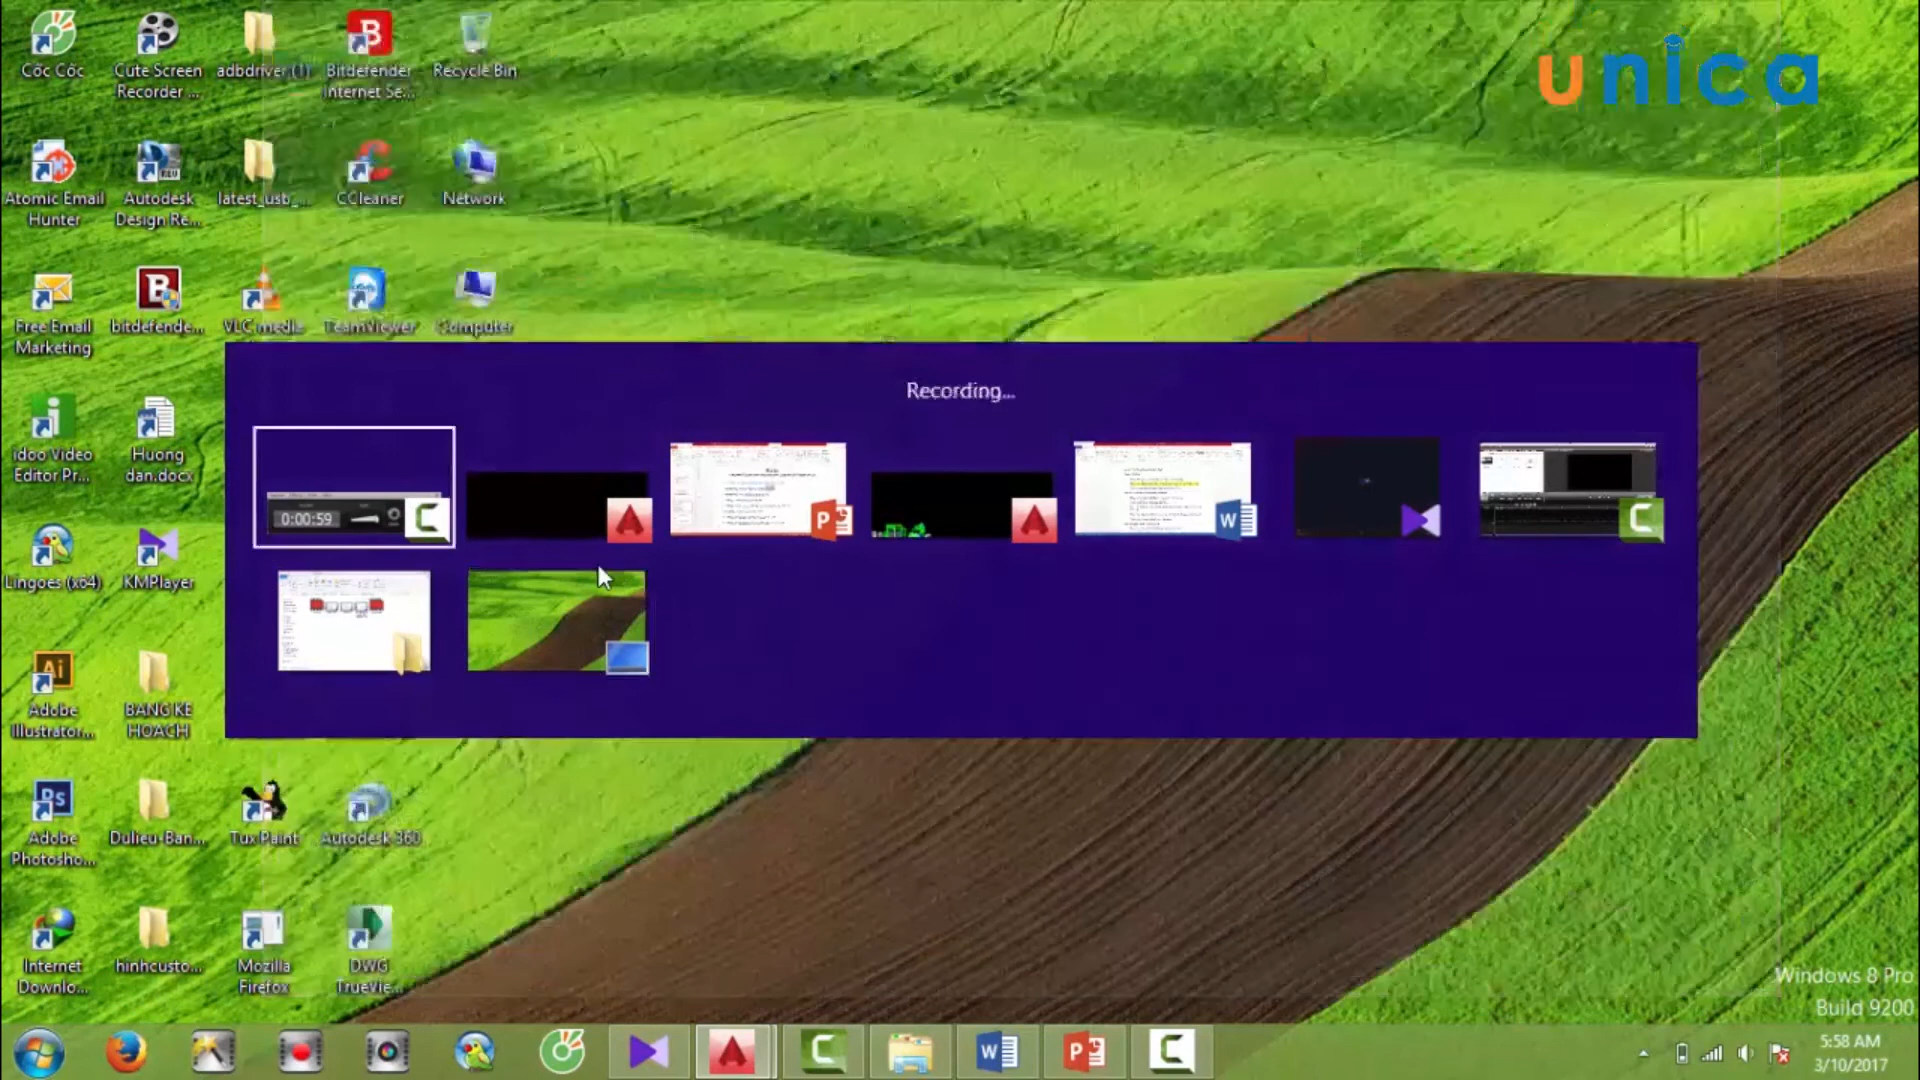 unica
Cốc Cốc
Cute Screen
Recorder ...
adbdriver (1)
Bitdefender
Internet Se...
Recycle Bin
Atomic Email
Hunter
Autodesk
Design Re...
latest_usb_...
CCleaner
Network
Free Email
Marketing
bitdefende...
VLC media
TeamViewer
Computer
Recording...
0:00:59
idoo Video
Editor Pr...
Huong
dan.docx
Lingoes (x64)
KMPlayer
Adobe
Illustrator...
BANG KE
HOACH
Adobe
Photosho...
Dulieu-Ban...
Tux Paint
Autodesk 360
Internet
Downlo...
hinhcusto...
Mozilla
Firefox
DWG
TrueVie...
Windows 8 Pro
Build 9200
5:58 AM
3/10/2017